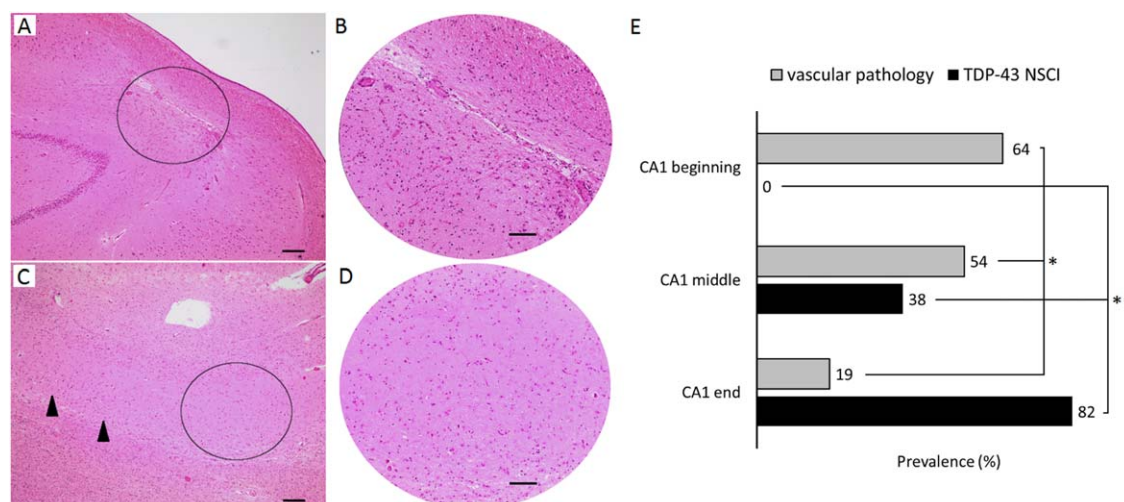 A
B
E
vascular pathology TDP-43 NSCI
CA1 beginning
64
0
CA1 middle
54
*
38
*
C
D
CA1 end
19
82
Prevalence (%)